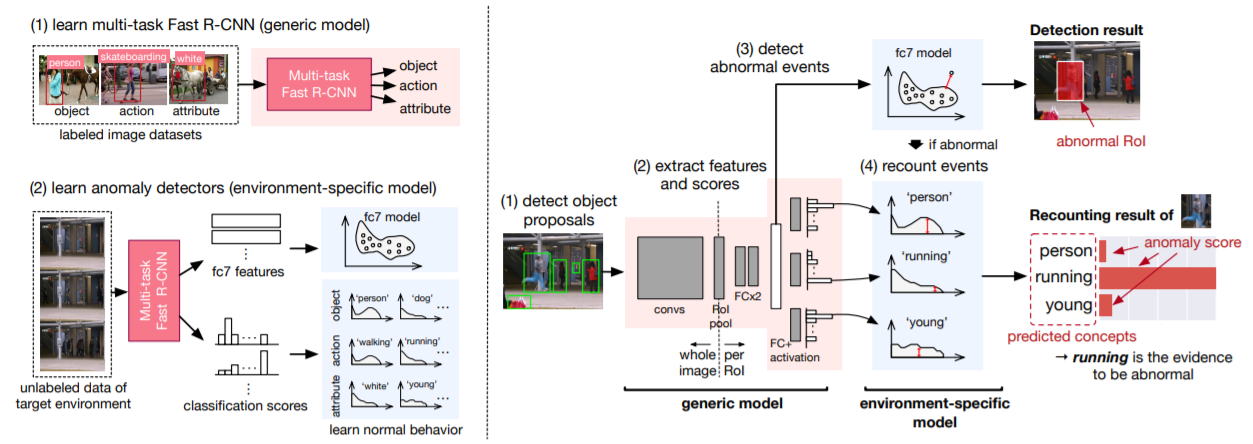 (1) learn multi-task Fast R-CNN (generic model)
person
skateboarding
white
object
action
attribute
labeled image datasets
Multi-task
Fast R-CNN
object
action
attribute
(2) learn anomaly detectors (environment-specific model)
unlabeled data of
target environment
Multi-task
Fast R-CNN
fc7 features
classification scores
fc7 model
object
'person'
'dog'
...
action
'walking'
'running'
...
attribute
'white'
'young'
...
learn normal behavior
(1) detect object
proposals
(2) extract features
and scores
convs
RoI
pool
FCx2
FC+
activation
whole
image
per
RoI
generic model
(3) detect
abnormal events
fc7 model
if abnormal
(4) recount events
'person'
'running'
'young'
environment-specific
model
Detection result
abnormal RoI
Recounting result of
person
running
young
anomaly score
predicted concepts
→ running is the evidence
to be abnormal